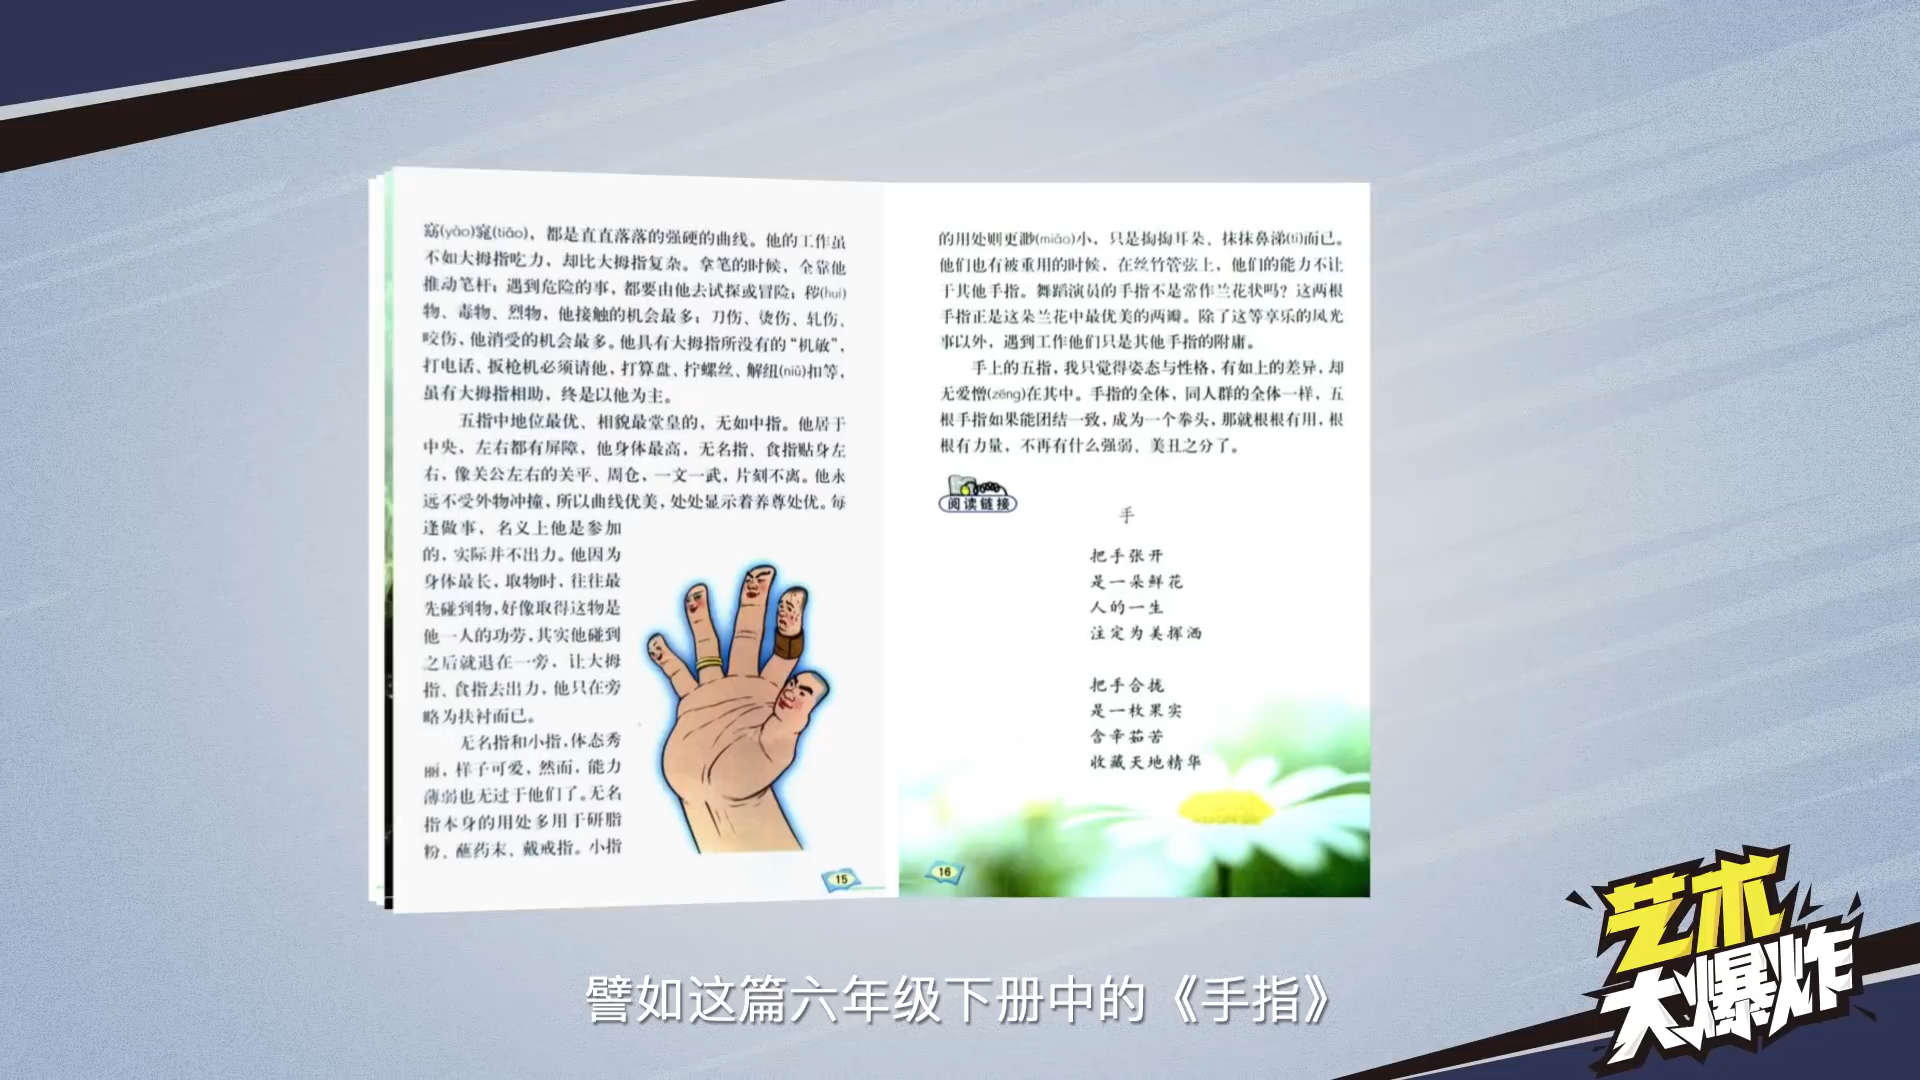 窈(yǎo)窕(tiǎo)，都是直直落落的强硬的曲线。他的工作虽
不如大拇指吃力，却比大拇指复杂。拿笔的时候，全靠他
推动笔杆；遇到危险的事，都要由他去试探或冒险；秽(huì)
物、毒物、烈物，他接触的机会最多；刀伤、烫伤、轧伤、
咬伤，他消受的机会最多。他具有大拇指所没有的“机敏”，
打电话、扳枪机必须请他，打算盘、拧螺丝、解纽(niǔ)扣等，
虽有大拇指相助，终是以他为主。
五指中地位最优、相貌最堂皇的，无如中指。他居于
中央，左右都有屏障，他身体最高，无名指、食指贴身左
右，像关公左右的关平、周仓，一文一武，片刻不离。他永
远不受外物冲撞，所以曲线优美，处处显示着养尊处优。每
逢做事，名义上他是参加
的，实际并不出力。他因为
身体最长，取物时，往往最
先碰到物，好像取得这物是
他一人的功劳，其实他碰到
之后就退在一旁，让大拇
指、食指去出力，他只在旁
略为扶衬而已。
无名指和小指，体态秀
丽，样子可爱，然而，能力
薄弱也无过于他们了。无名
指本身的用处多用于研脂
粉、蘸药末、戴戒指。小指
15
的用处则更渺(miǎo)小，只是掏掏耳朵、抹抹鼻涕(tì)而已。
他们也有被重用的时候，在丝竹管弦上，他们的能力不让
于其他手指。舞蹈演员的手指不是常作兰花状吗？这两根
手指正是这朵兰花中最优美的两瓣。除了这等享乐的风光
事以外，遇到工作他们只是其他手指的附庸。
手上的五指，我只觉得姿态与性格，有如上的差异，却
无爱憎(zēng)在其中。手指的全体，同人群的全体一样，五
根手指如果能团结一致，成为一个拳头，那就根根有用，根
根有力量，不再有什么强弱、美丑之分了。
阅读链接
手
把手张开
是一朵鲜花
人的一生
注定为美挥洒
把手合拢
是一枚果实
含辛茹苦
收藏天地精华
16
譬如这篇六年级下册中的《手指》
艺术
大爆炸